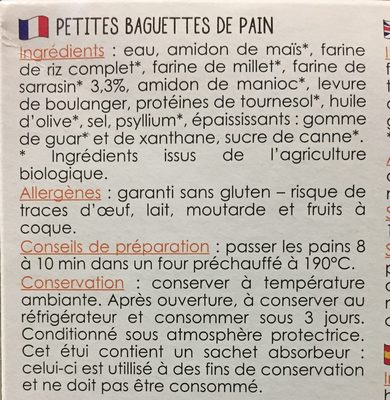 PETITES BAGUETTES DE PAIN
Ingrédients : eau, amidon de maïs*, farine
de riz complet*, farine de millet*, farine de
sarrasin* 3,3%, amidon de manioc*, levure
de boulanger, protéines de tournesol*, huile
d'olive*, sel, psyllium*, épaississants : gomme
de guar* et de xanthane, sucre de canne*.
* Ingrédients issus de l'agriculture
biologique.
Allergènes : garanti sans gluten – risque de
traces d'œuf, lait, moutarde et fruits à
coque.
Conseils de préparation : passer les pains 8
à 10 min dans un four préchauffé à 190°C.
Conservation : conserver à température
ambiante. Après ouverture, à conserver au
réfrigérateur et consommer sous 3 jours.
Conditionné sous atmosphère protectrice.
Cet étui contient un sachet absorbeur :
celui-ci est utilisé à des fins de conservation
et ne doit pas être consommé.